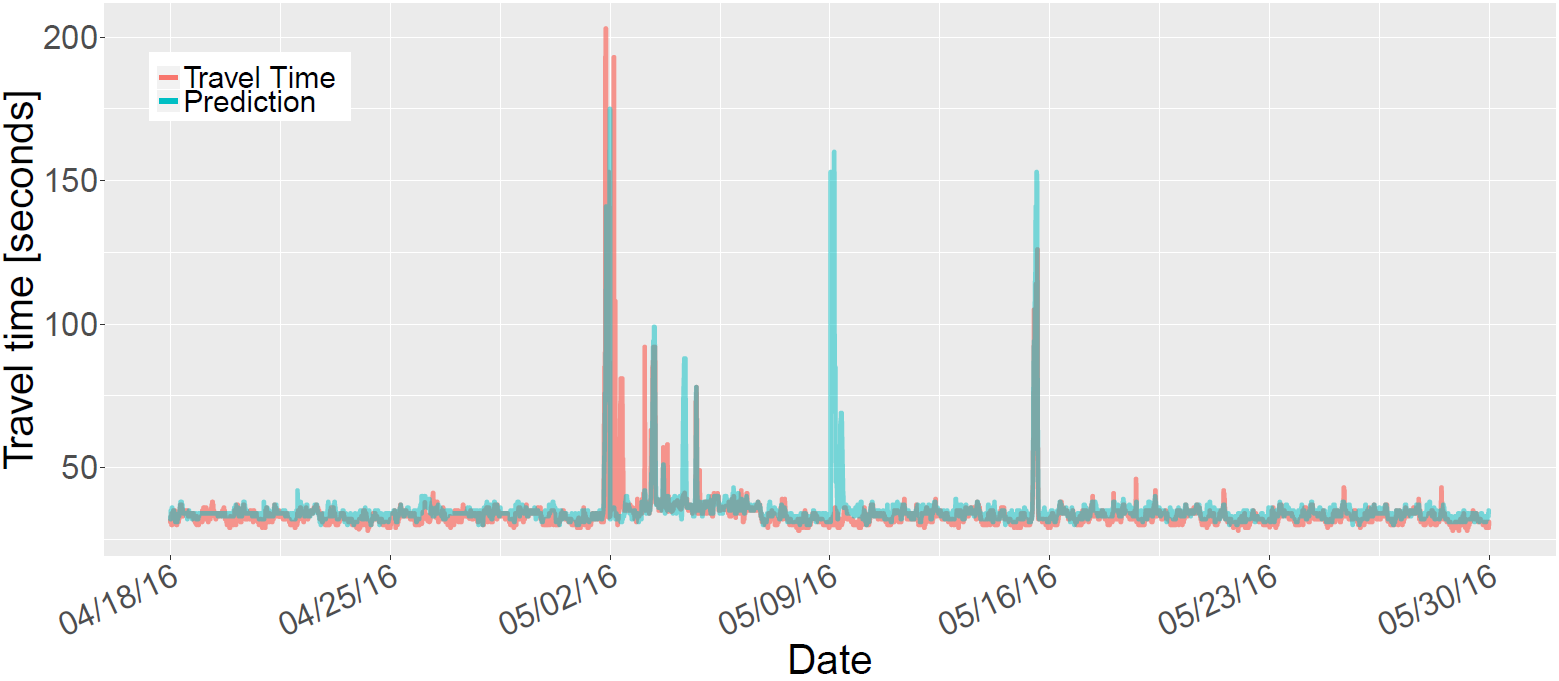 Travel time [seconds]
200
150
100
50
Travel Time
Prediction
04/18/16
04/25/16
05/02/16
05/09/16
05/16/16
05/23/16
05/30/16
Date